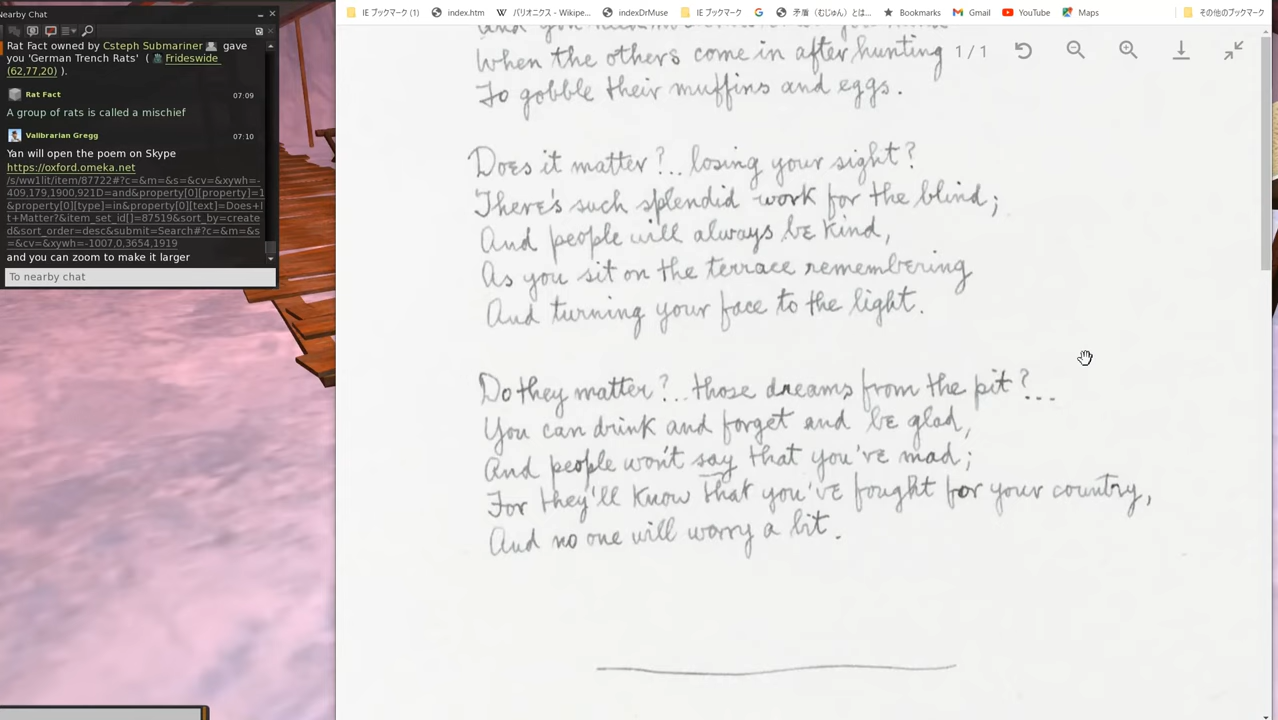 Nearby Chat
Rat Fact owned by Csteph Submariner gave
you 'German Trench Rats' ( Frideswide
(62,77,20) ).
Rat Fact 07:09
A group of rats is called a mischief
Valibrarian Gregg 07:10
Yan will open the poem on Skype
https://oxford.omeka.net
/s/ww1lit/item/87722#?c=&m=&s=&cv=&xywh=-
409,179,1900,921D=and&property[0][property]=1
&property[0][type]=in&property[0][text]=Does+I
t+Matter?&item_set_id[]=87519&sort_by=create
d&sort_order=desc&submit=Search#?c=&m=&s
=&cv=&xywh=-1007,0,3654,1919
and you can zoom to make it larger
To nearby chat
IE ブックマーク (1) index.htm パリオニクス - Wikipe... indexDrMuse IE ブックマーク 矛盾（むじゅん）とは... Bookmarks Gmail YouTube Maps その他のブックマーク
1 / 1
When the others come in after hunting
To gobble their muffins and eggs.
Does it matter?... losing your sight?
There's such splendid work for the blind;
And people will always be kind,
As you sit on the terrace remembering
And turning your face to the light.
Do they matter?... those dreams from the pit?...
You can drink and forget and be glad,
And people won't say that you've mad;
For they'll know that you've fought for your country,
And no one will worry a bit.